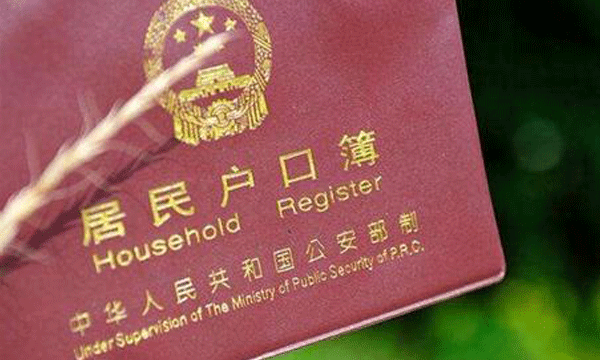 居民户口簿
Household Register
中华人民共和国公安部制
Under Supervision of The Ministry of Public Security of P.R.C.